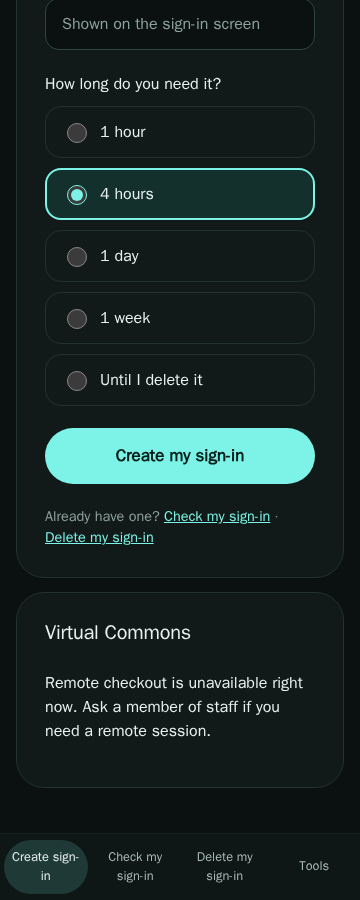 Shown on the sign-in screen
How long do you need it?
1 hour
4 hours
1 day
1 week
Until I delete it
Create my sign-in
Already have one? Check my sign-in ·
Delete my sign-in
Virtual Commons
Remote checkout is unavailable right
now. Ask a member of staff if you
need a remote session.
Create sign-
in
Check my
sign-in
Delete my
sign-in
Tools